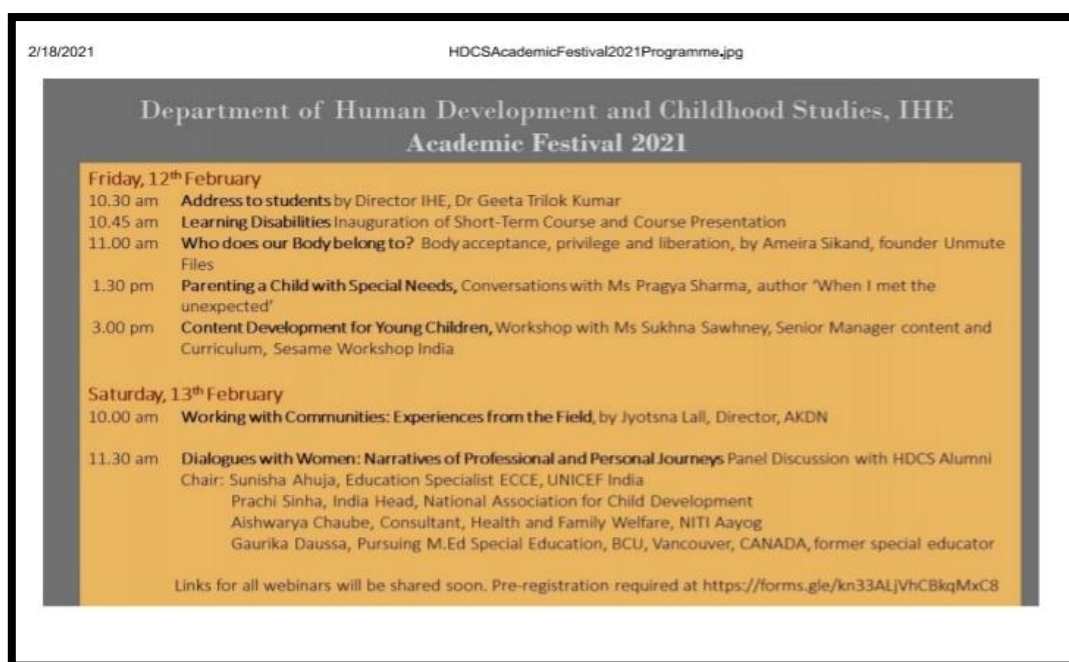 2/18/2021 HDCSAcademicFestival2021Programme.jpg
Department of Human Development and Childhood Studies, IHE
Academic Festival 2021
Friday, 12th February
10.30 am Address to students by Director IHE, Dr Geeta Trilok Kumar
10.45 am Learning Disabilities Inauguration of Short-Term Course and Course Presentation
11.00 am Who does our Body belong to? Body acceptance, privilege and liberation, by Ameira Sikand, founder Unmute
Files
1.30 pm Parenting a Child with Special Needs, Conversations with Ms Pragya Sharma, author 'When I met the
unexpected'
3.00 pm Content Development for Young Children, Workshop with Ms Sukhna Sawhney, Senior Manager content and
Curriculum, Sesame Workshop India
Saturday, 13th February
10.00 am Working with Communities: Experiences from the Field, by Jyotsna Lall, Director, AKDN
11.30 am Dialogues with Women: Narratives of Professional and Personal Journeys Panel Discussion with HDCS Alumni
Chair: Sunisha Ahuja, Education Specialist ECCE, UNICEF India
Prachi Sinha, India Head, National Association for Child Development
Aishwarya Chaube, Consultant, Health and Family Welfare, NITI Aayog
Gaurika Daussa, Pursuing M.Ed Special Education, BCU, Vancouver, CANADA, former special educator
Links for all webinars will be shared soon. Pre-registration required at https://forms.gle/kn33ALjVhCBkqMxC8